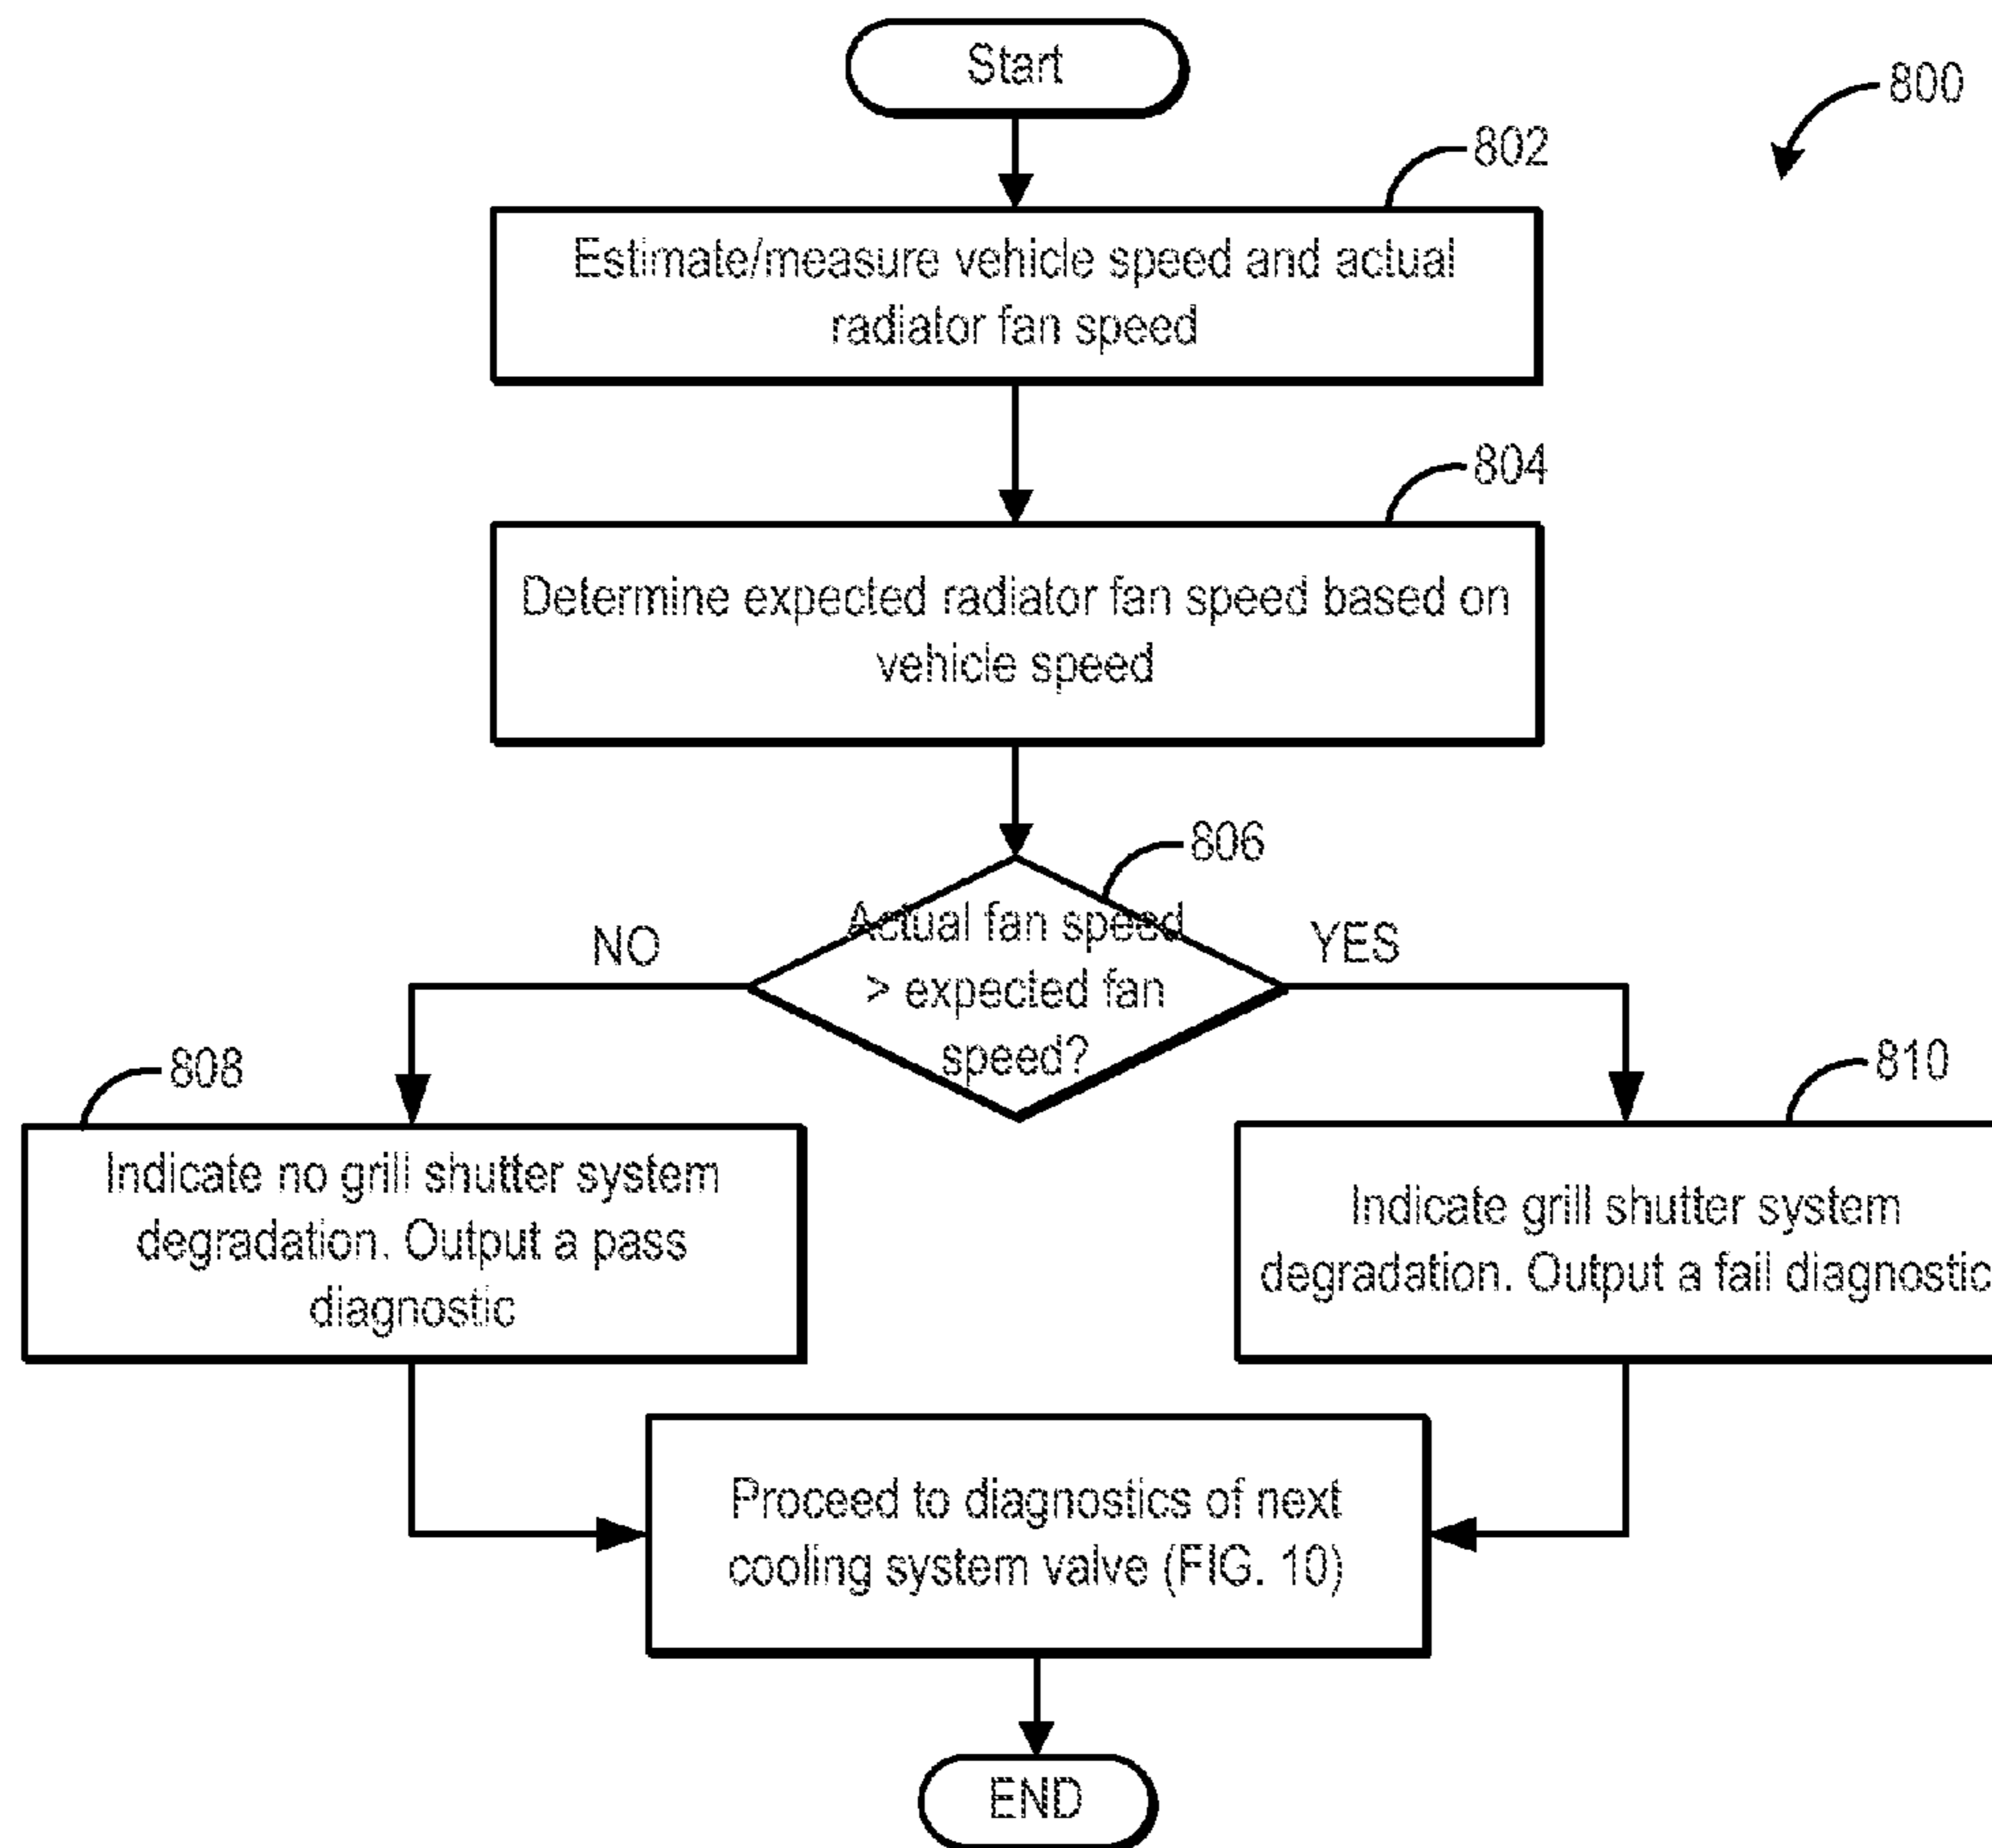 Start
800
802
Estimate/measure vehicle speed and actual
radiator fan speed
804
Determine expected radiator fan speed based on
vehicle speed
806
Actual fan speed
> expected fan
speed?
NO
YES
808
Indicate no grill shutter system
degradation. Output a pass
diagnostic
810
Indicate grill shutter system
degradation. Output a fail diagnostic
Proceed to diagnostics of next
cooling system valve (FIG. 10)
END